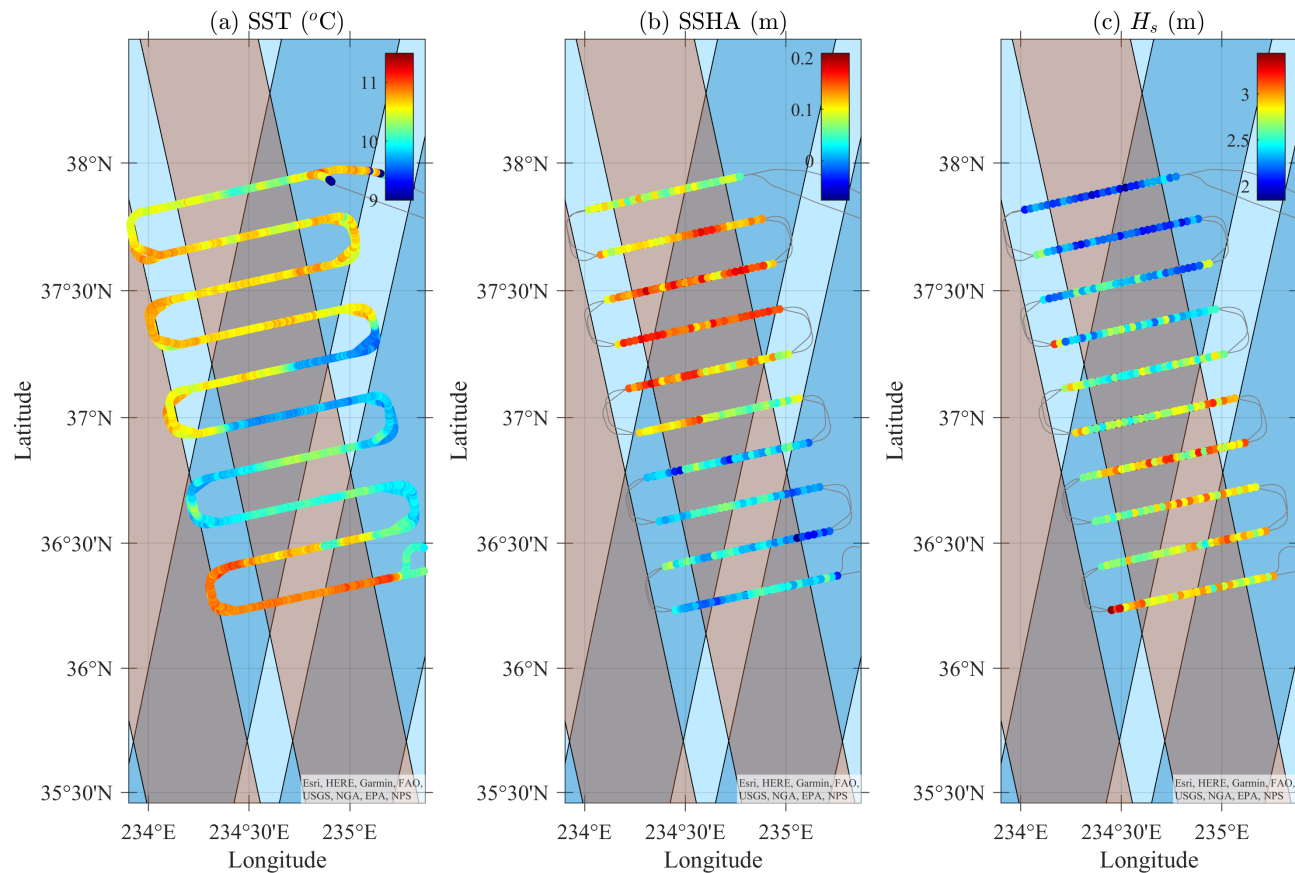 (a) SST (°C)
11
10
9
38°N
37°30'N
37°N
36°30'N
36°N
35°30'N
Latitude
234°E
234°30'E
235°E
Longitude
Esri, HERE, Garmin, FAO,
USGS, NGA, EPA, NPS
(b) SSHA (m)
0.2
0.1
0
38°N
37°30'N
37°N
36°30'N
36°N
35°30'N
Latitude
234°E
234°30'E
235°E
Longitude
Esri, HERE, Garmin, FAO,
USGS, NGA, EPA, NPS
(c) Hₛ (m)
3
2.5
2
38°N
37°30'N
37°N
36°30'N
36°N
35°30'N
Latitude
234°E
234°30'E
235°E
Longitude
Esri, HERE, Garmin, FAO,
USGS, NGA, EPA, NPS